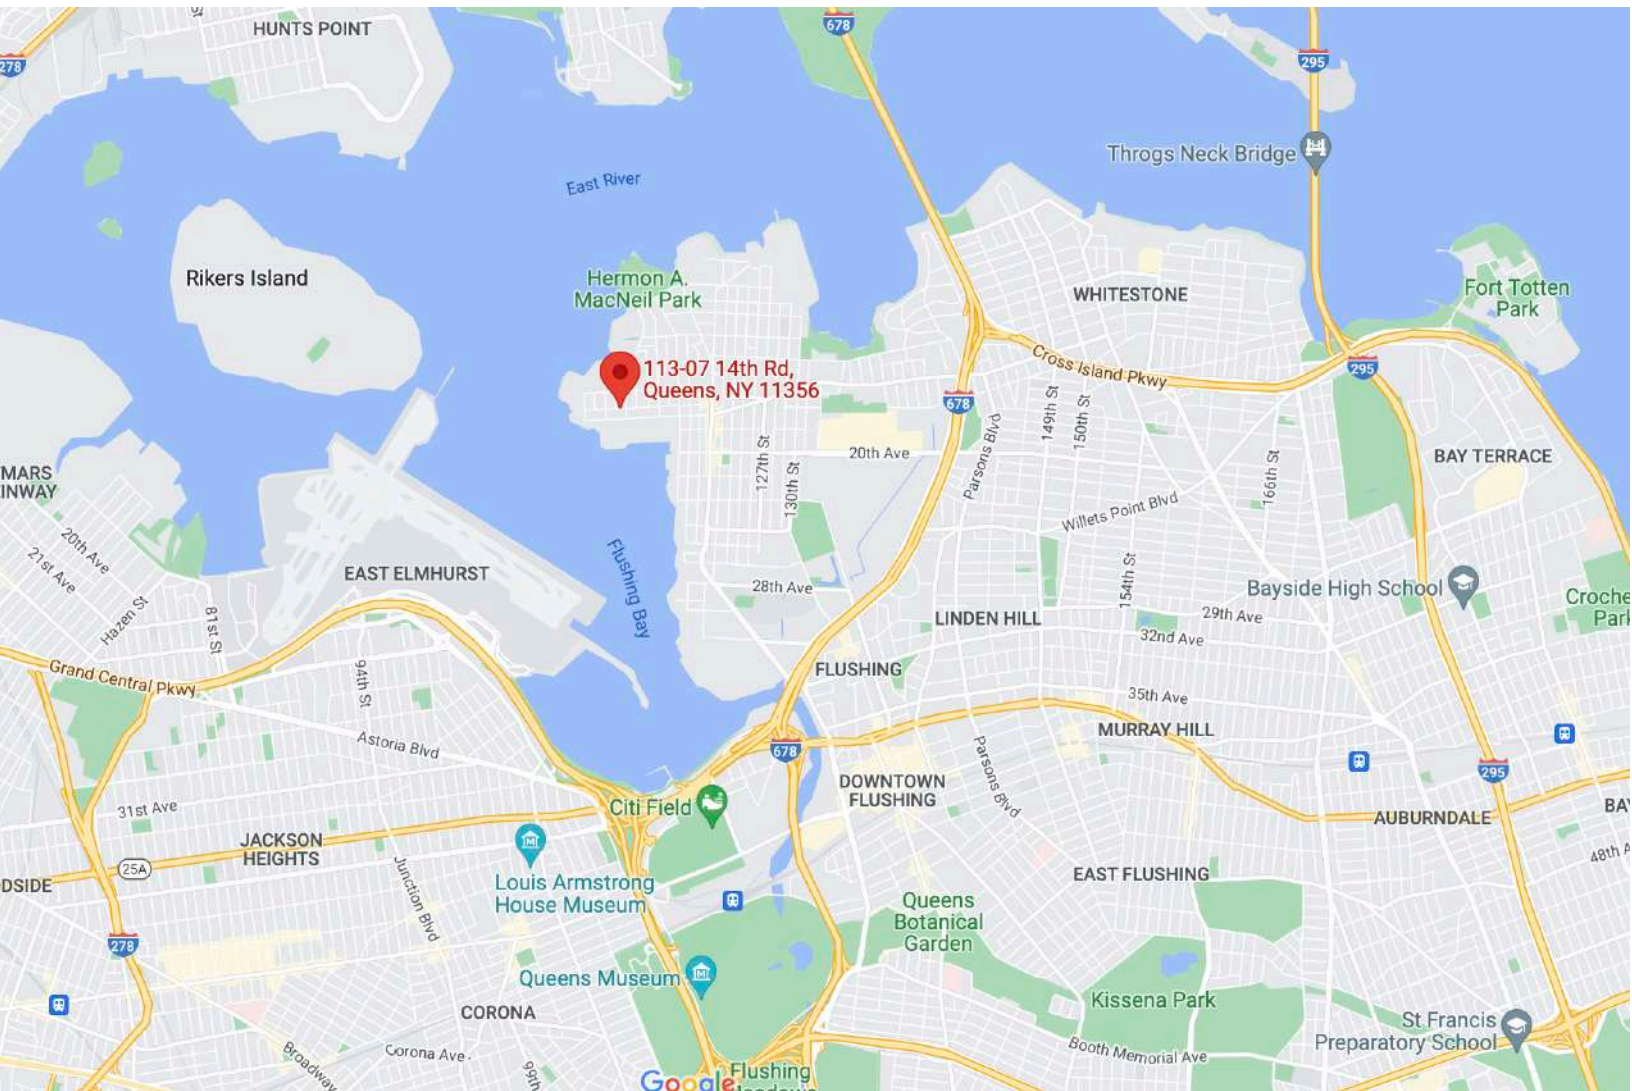 HUNTS POINT
678
278
295
Throgs Neck Bridge
East River
Rikers Island
Hermon A.
MacNeil Park
WHITESTONE
Fort Totten
Park
Cross Island Pkwy
113-07 14th Rd,
Queens, NY 11356
295
678
149th St
150th St
Parsons Blvd
127th St
130th St
20th Ave
166th St
BAY TERRACE
MARS
INWAY
Willets Point Blvd
20th Ave
21st Ave
Flushing Bay
EAST ELMHURST
28th Ave
154th St
Bayside High School
Croche
Park
Hazen St
81st St
LINDEN HILL
29th Ave
32nd Ave
Grand Central Pkwy
94th St
FLUSHING
35th Ave
MURRAY HILL
Astoria Blvd
678
Parsons Blvd
295
DOWNTOWN
FLUSHING
31st Ave
Citi Field
AUBURNDALE
BA
JACKSON
HEIGHTS
25A
48th A
DSIDE
Junction Blvd
Louis Armstrong
House Museum
EAST FLUSHING
Queens
Botanical
Garden
278
Queens Museum
Kissena Park
CORONA
St Francis
Preparatory School
Broadway
Corona Ave
99th
Booth Memorial Ave
Flushing
Google